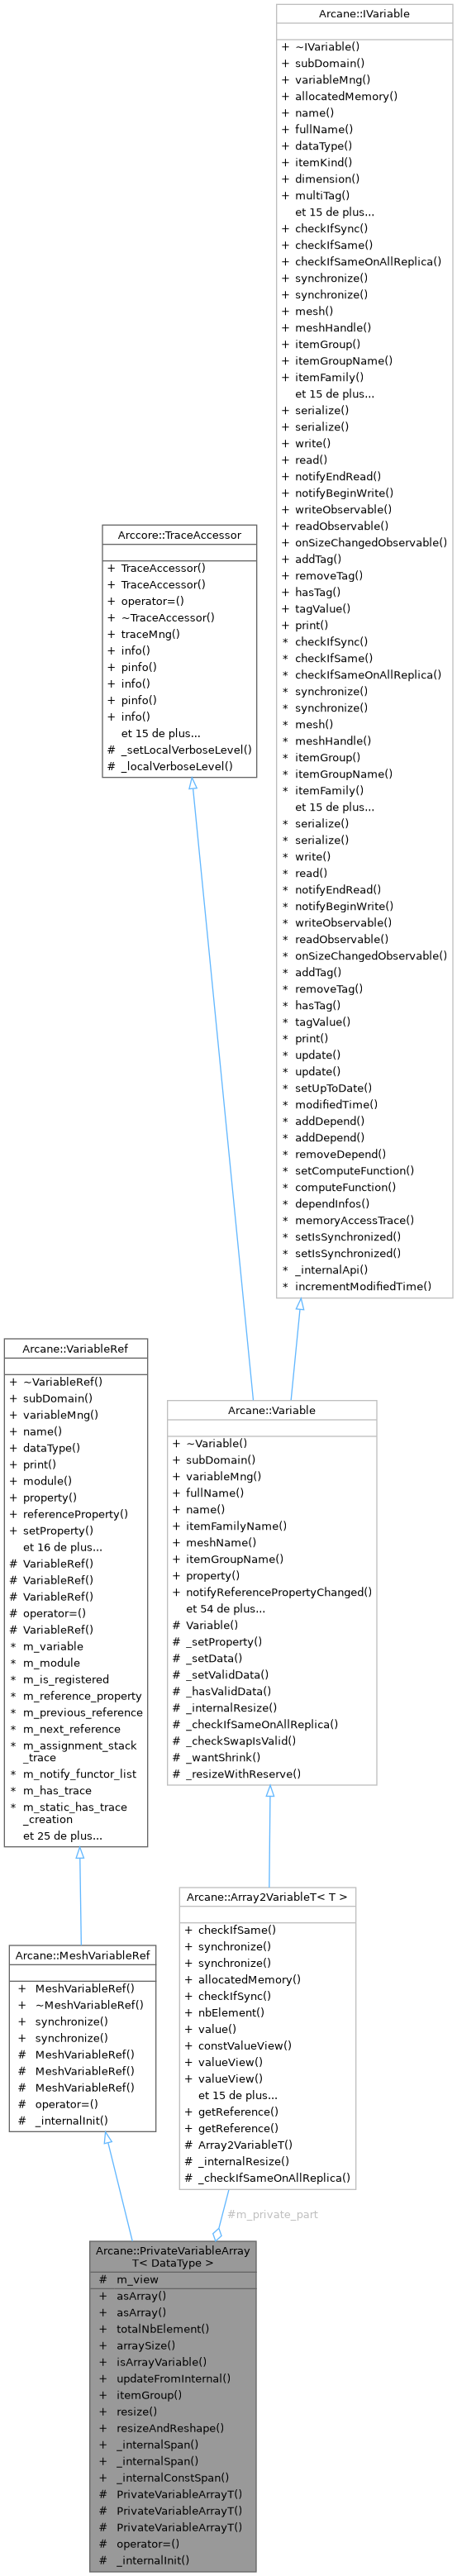 Arcane::IVariable
+ ~IVariable()
+ subDomain()
+ variableMng()
+ allocatedMemory()
+ name()
+ fullName()
+ dataType()
+ itemKind()
+ dimension()
+ multiTag()
et 15 de plus...
+ checkIfSync()
+ checkIfSame()
+ checkIfSameOnAllReplica()
+ synchronize()
+ synchronize()
+ mesh()
+ meshHandle()
+ itemGroup()
+ itemGroupName()
+ itemFamily()
et 15 de plus...
+ serialize()
+ serialize()
+ write()
+ read()
+ notifyEndRead()
+ notifyBeginWrite()
+ writeObservable()
+ readObservable()
+ onSizeChangedObservable()
+ addTag()
+ removeTag()
+ hasTag()
+ tagValue()
+ print()
* checkIfSync()
* checkIfSame()
* checkIfSameOnAllReplica()
* synchronize()
* synchronize()
* mesh()
* meshHandle()
* itemGroup()
* itemGroupName()
* itemFamily()
et 15 de plus...
* serialize()
* serialize()
* write()
* read()
* notifyEndRead()
* notifyBeginWrite()
* writeObservable()
* readObservable()
* onSizeChangedObservable()
* addTag()
* removeTag()
* hasTag()
* tagValue()
* print()
* update()
* update()
* setUpToDate()
* modifiedTime()
* addDepend()
* addDepend()
* removeDepend()
* setComputeFunction()
* computeFunction()
* dependInfos()
* memoryAccessTrace()
* setIsSynchronized()
* setIsSynchronized()
* _internalApi()
* incrementModifiedTime()
Arccore::TraceAccessor
+ TraceAccessor()
+ TraceAccessor()
+ operator=()
+ ~TraceAccessor()
+ traceMng()
+ info()
+ pinfo()
+ info()
+ pinfo()
+ info()
et 15 de plus...
# _setLocalVerboseLevel()
# _localVerboseLevel()
Arcane::VariableRef
+ ~VariableRef()
+ subDomain()
+ variableMng()
+ name()
+ dataType()
+ print()
+ module()
+ property()
+ referenceProperty()
+ setProperty()
et 16 de plus...
# VariableRef()
# VariableRef()
# VariableRef()
# operator=()
# VariableRef()
* m_variable
* m_module
* m_is_registered
* m_reference_property
* m_previous_reference
* m_next_reference
* m_assignment_stack
_trace
* m_notify_functor_list
* m_has_trace
* m_static_has_trace
_creation
et 25 de plus...
Arcane::Variable
+ ~Variable()
+ subDomain()
+ variableMng()
+ fullName()
+ name()
+ itemFamilyName()
+ meshName()
+ itemGroupName()
+ property()
+ notifyReferencePropertyChanged()
et 54 de plus...
# Variable()
# _setProperty()
# _setData()
# _setValidData()
# _hasValidData()
# _internalResize()
# _checkIfSameOnAllReplica()
# _checkSwapIsValid()
# _wantShrink()
# _resizeWithReserve()
Arcane::Array2VariableT< T >
+ checkIfSame()
+ synchronize()
+ synchronize()
+ allocatedMemory()
+ checkIfSync()
+ nbElement()
+ value()
+ constValueView()
+ valueView()
+ valueView()
et 15 de plus...
+ getReference()
+ getReference()
# Array2VariableT()
# _internalResize()
# _checkIfSameOnAllReplica()
Arcane::MeshVariableRef
+ MeshVariableRef()
+ ~MeshVariableRef()
+ synchronize()
+ synchronize()
# MeshVariableRef()
# MeshVariableRef()
# MeshVariableRef()
# operator=()
# _internalInit()
#m_private_part
Arcane::PrivateVariableArray
T< DataType >
# m_view
+ asArray()
+ asArray()
+ totalNbElement()
+ arraySize()
+ isArrayVariable()
+ updateFromInternal()
+ itemGroup()
+ resize()
+ resizeAndReshape()
+ _internalSpan()
+ _internalSpan()
+ _internalConstSpan()
# PrivateVariableArrayT()
# PrivateVariableArrayT()
# PrivateVariableArrayT()
# operator=()
# _internalInit()